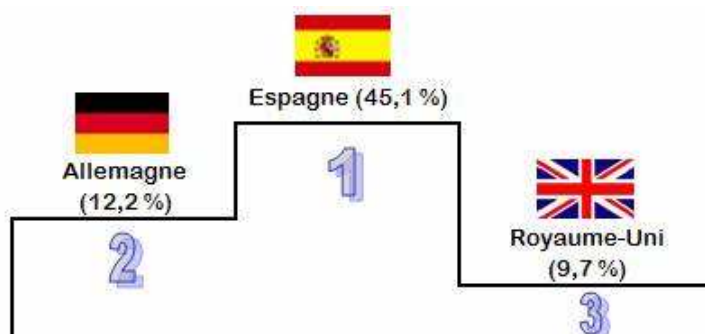 Espagne (45,1 %)
1
Allemagne
(12,2 %)
2
Royaume-Uni
(9,7 %)
3